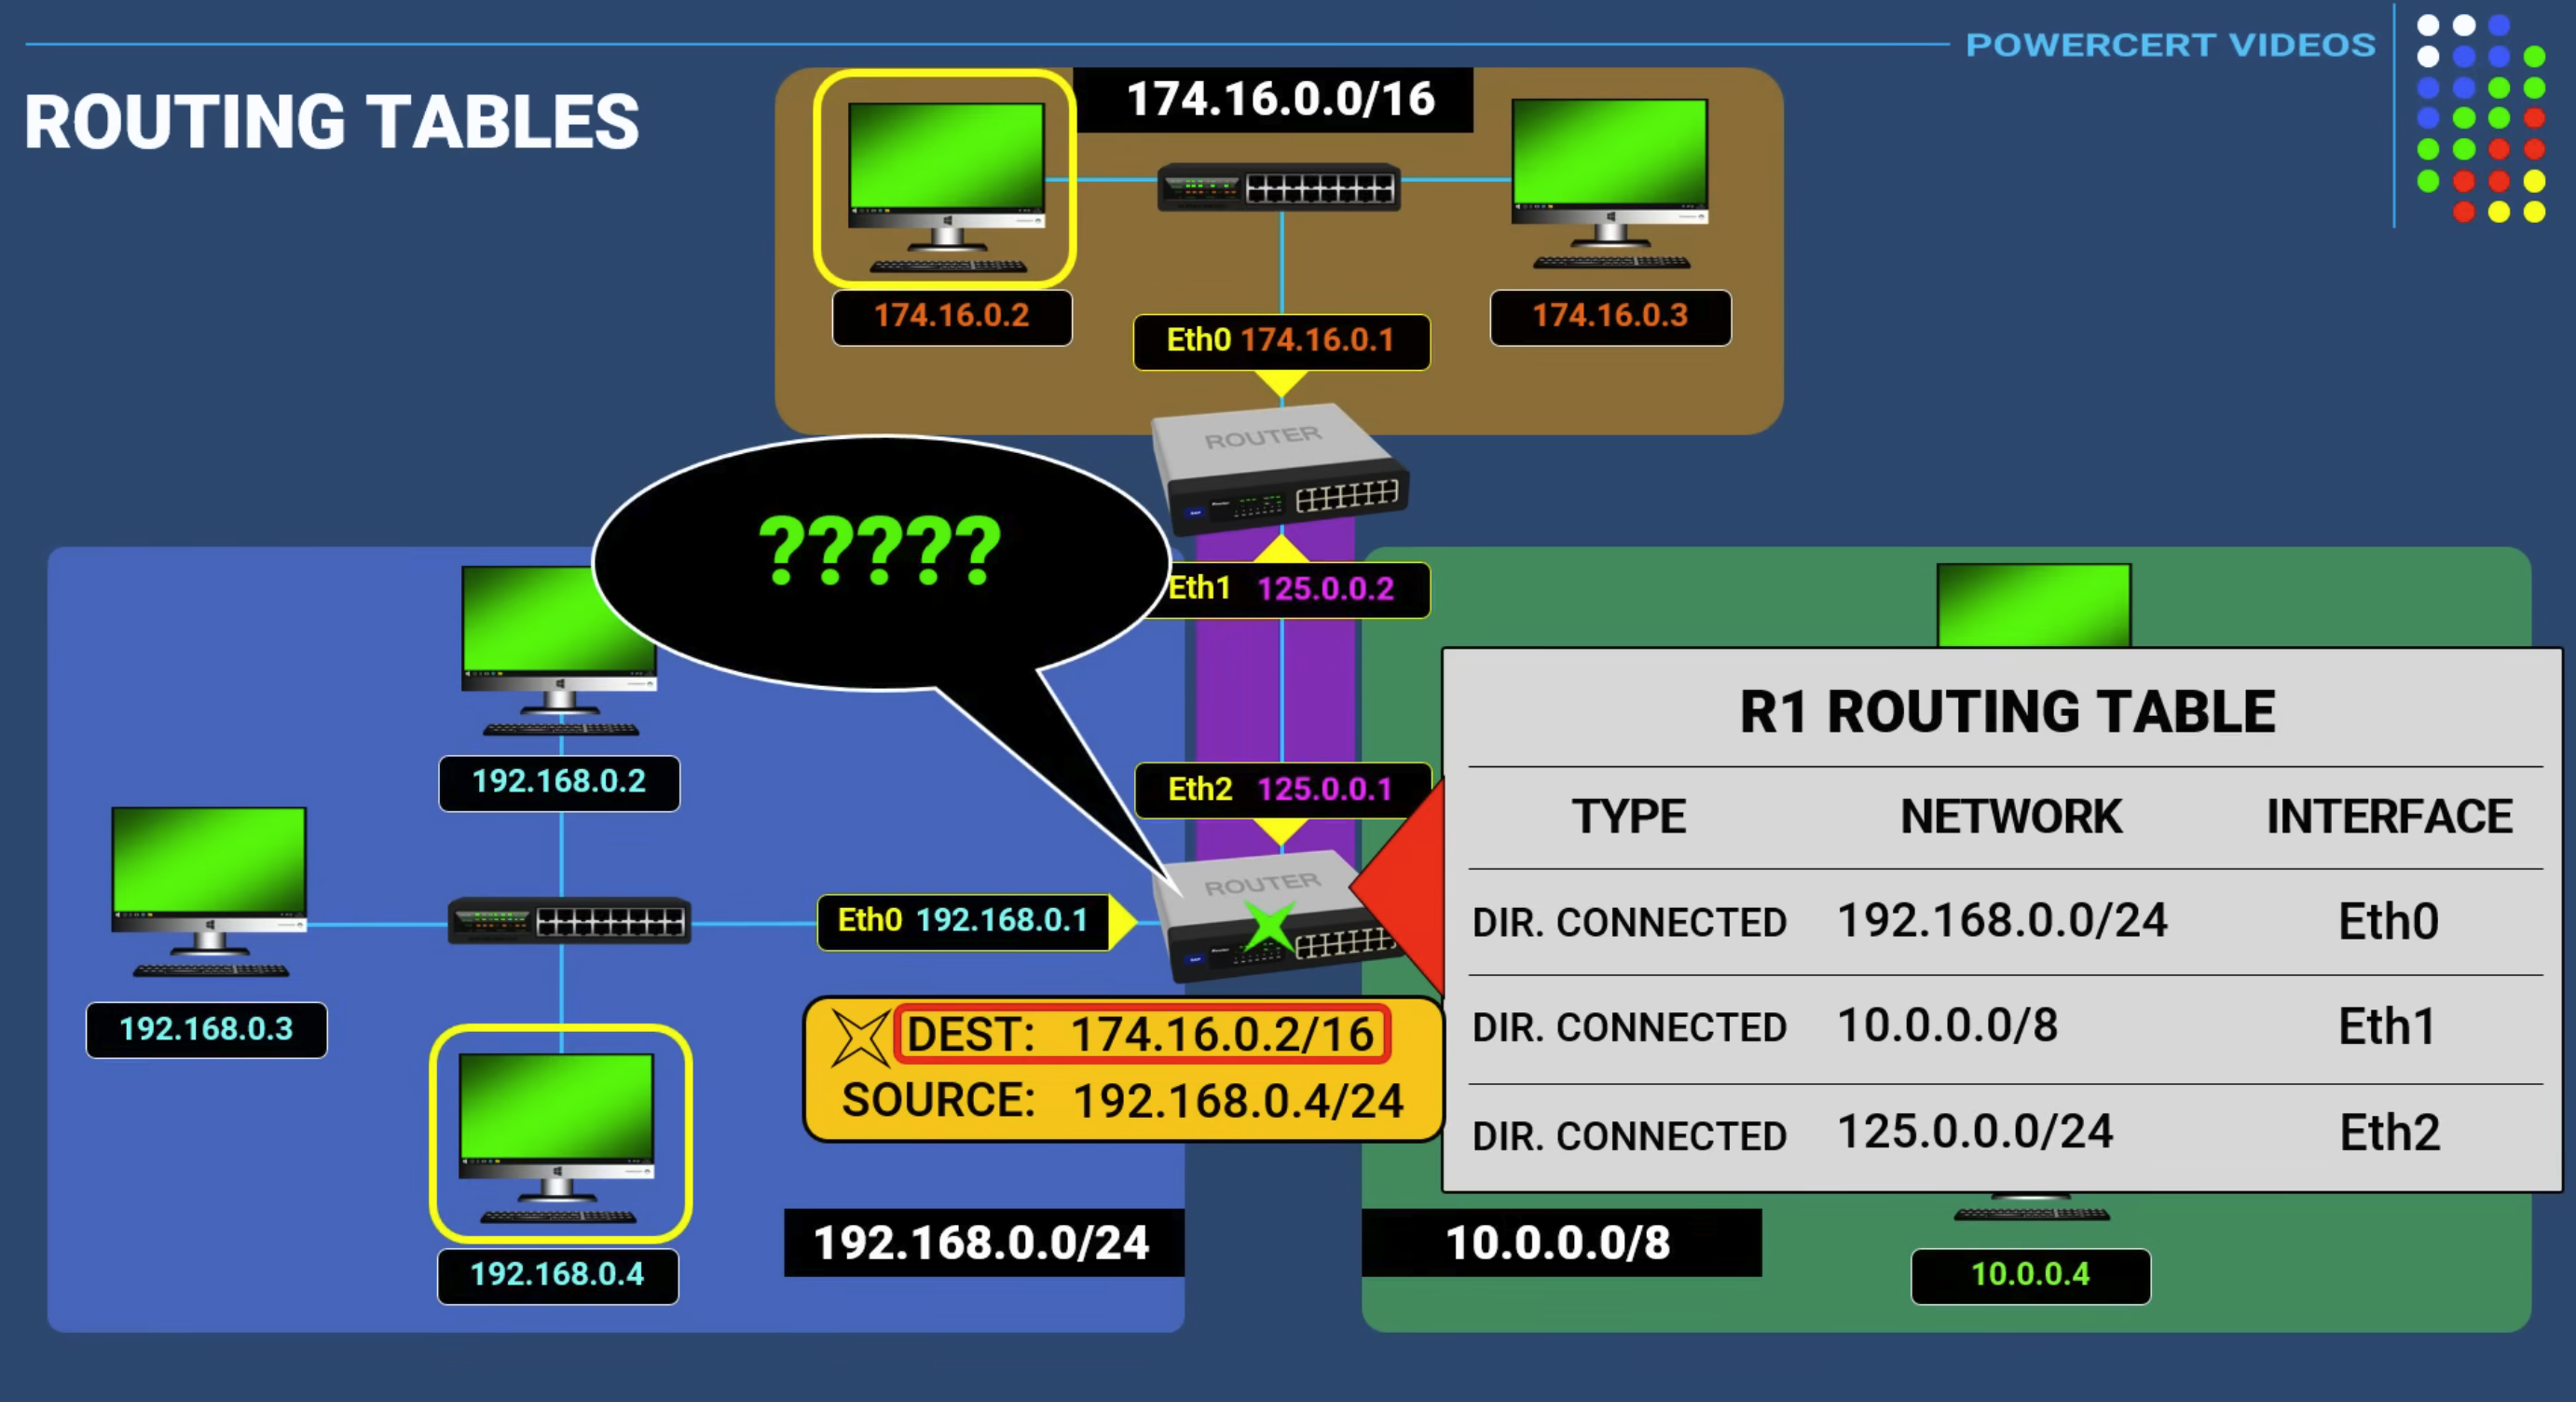 POWERCERT VIDEOS
ROUTING TABLES
174.16.0.0/16
174.16.0.2
Eth0 174.16.0.1
174.16.0.3
ROUTER
?????
Eth1 125.0.0.2
192.168.0.2
Eth2 125.0.0.1
ROUTER
192.168.0.3
Eth0 192.168.0.1
DEST: 174.16.0.2/16
SOURCE: 192.168.0.4/24
192.168.0.4
192.168.0.0/24
R1 ROUTING TABLE
TYPE NETWORK INTERFACE
DIR. CONNECTED 192.168.0.0/24 Eth0
DIR. CONNECTED 10.0.0.0/8 Eth1
DIR. CONNECTED 125.0.0.0/24 Eth2
10.0.0.0/8
10.0.0.4